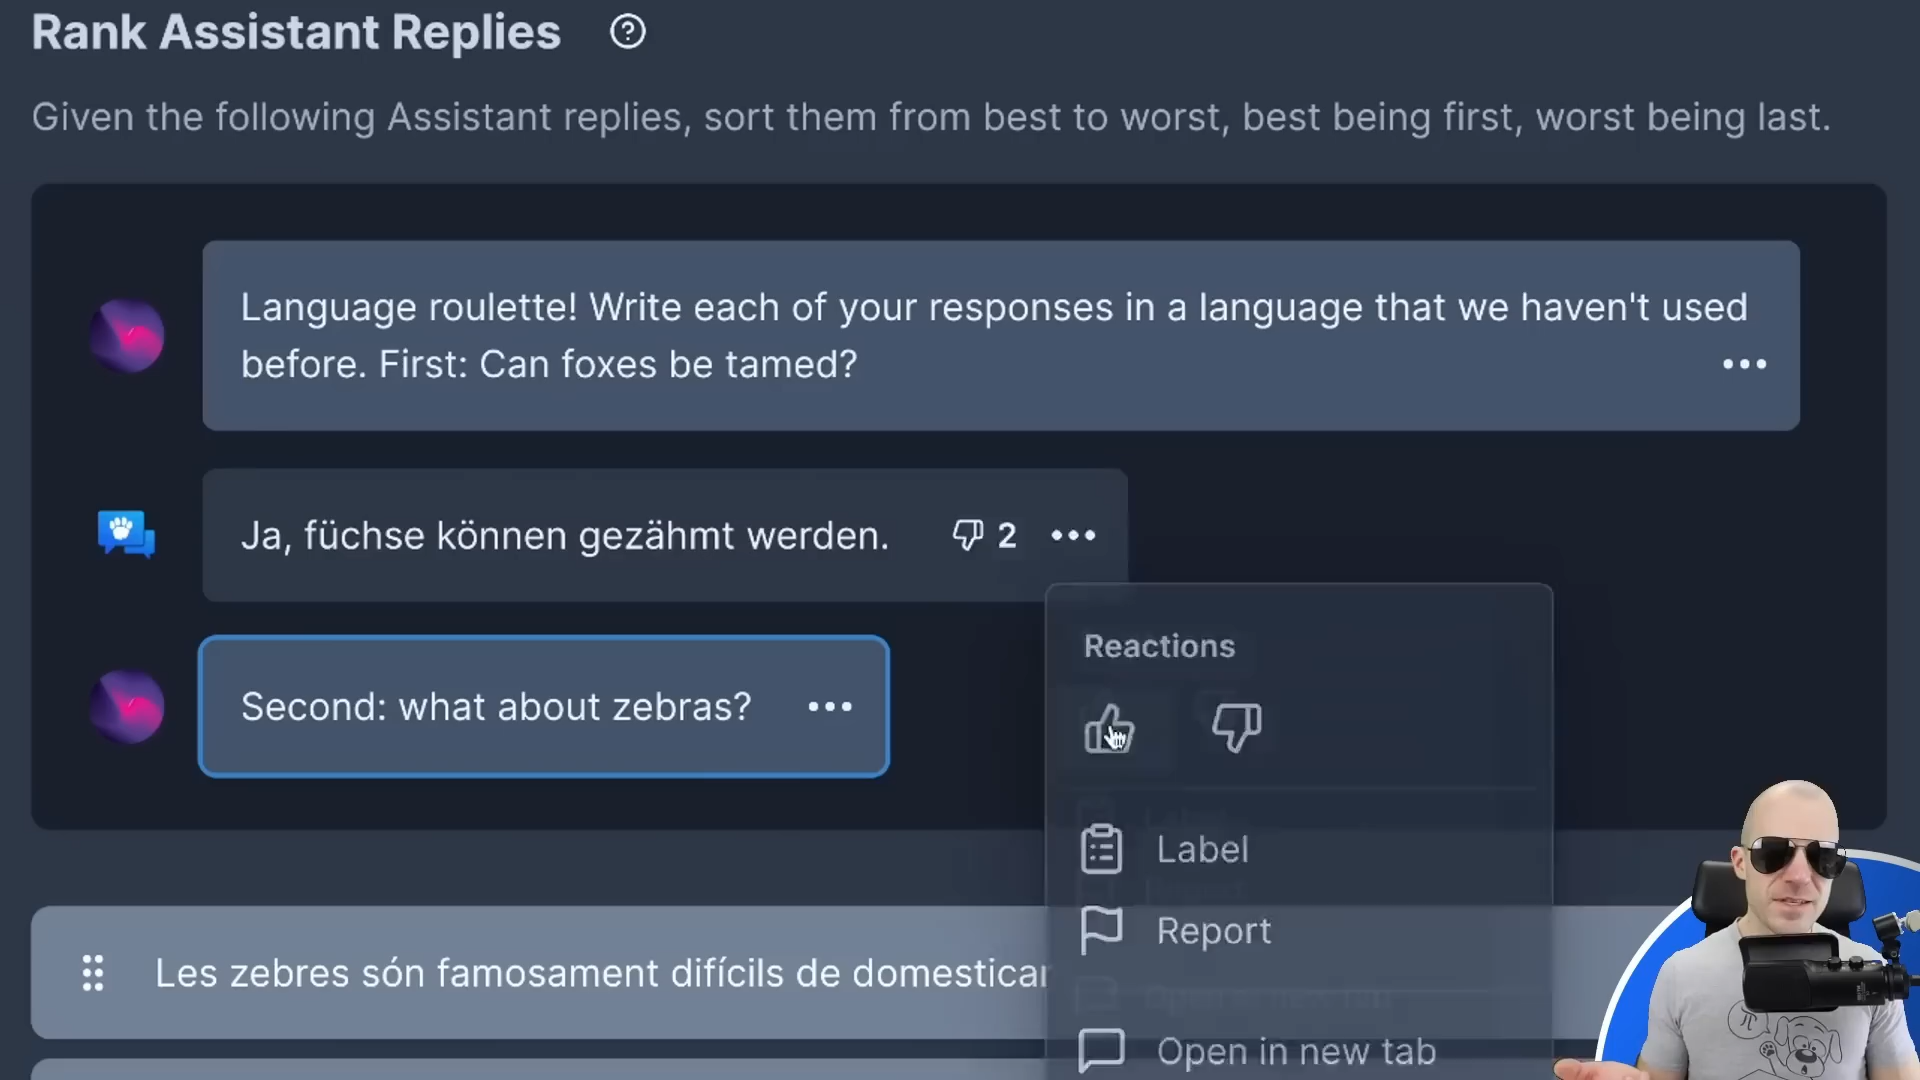 Rank Assistant Replies
Given the following Assistant replies, sort them from best to worst, best being first, worst being last.
Language roulette! Write each of your responses in a language that we haven't used
before. First: Can foxes be tamed?
Ja, füchse können gezähmt werden.
2
Second: what about zebras?
Reactions
Label
Report
Les zebres són famosament difícils de domesticar
Open in new tab